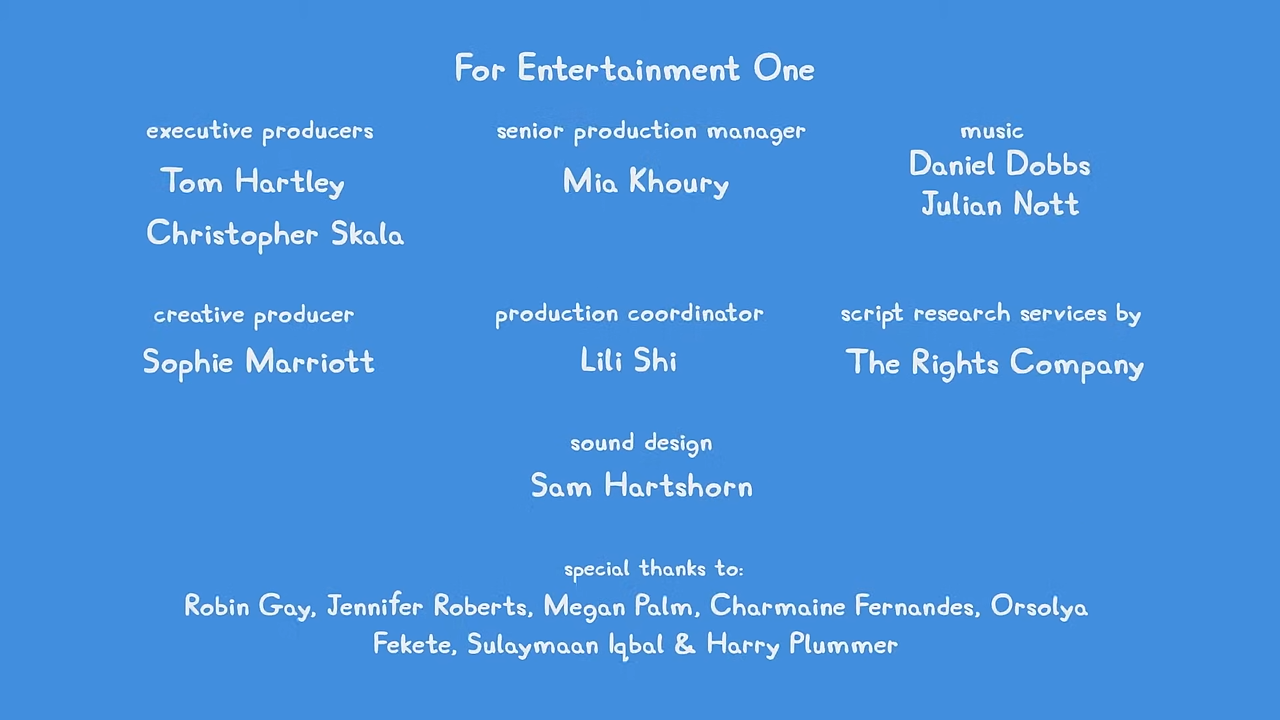 For Entertainment One
executive producers
Tom Hartley
Christopher Skala
senior production manager
Mia Khoury
music
Daniel Dobbs
Julian Nott
creative producer
Sophie Marriott
production coordinator
Lili Shi
script research services by
The Rights Company
sound design
Sam Hartshorn
special thanks to:
Robin Gay, Jennifer Roberts, Megan Palm, Charmaine Fernandes, Orsolya
Fekete, Sulaymaan Iqbal & Harry Plummer